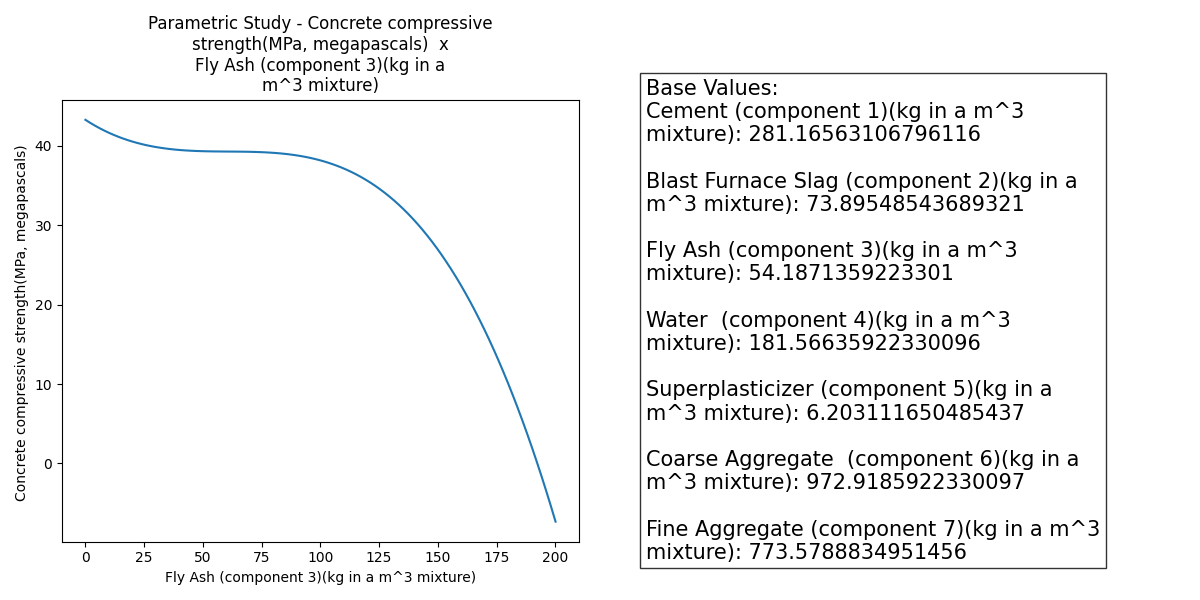 Parametric Study - Concrete compressive
strength(MPa, megapascals)  x
Fly Ash (component 3)(kg in a
m^3 mixture)
Concrete compressive strength(MPa, megapascals)
40
30
20
10
0
0 25 50 75 100 125 150 175 200
Fly Ash (component 3)(kg in a m^3 mixture)
Base Values:
Cement (component 1)(kg in a m^3
mixture): 281.16563106796116
Blast Furnace Slag (component 2)(kg in a
m^3 mixture): 73.89548543689321
Fly Ash (component 3)(kg in a m^3
mixture): 54.1871359223301
Water  (component 4)(kg in a m^3
mixture): 181.56635922330096
Superplasticizer (component 5)(kg in a
m^3 mixture): 6.203111650485437
Coarse Aggregate  (component 6)(kg in a
m^3 mixture): 972.9185922330097
Fine Aggregate (component 7)(kg in a m^3
mixture): 773.5788834951456